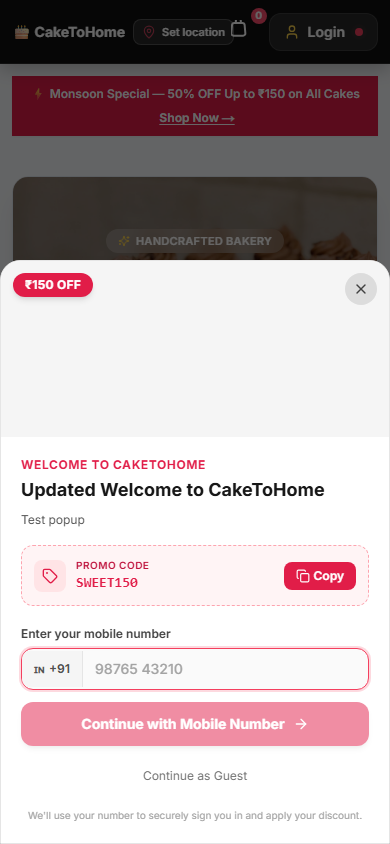 CakeToHome
Set location
0
Login
Monsoon Special — 50% OFF Up to ₹150 on All Cakes
Shop Now →
HANDCRAFTED BAKERY
₹150 OFF
WELCOME TO CAKETOHOME
Updated Welcome to CakeToHome
Test popup
PROMO CODE
SWEET150
Copy
Enter your mobile number
IN +91
98765 43210
Continue with Mobile Number →
Continue as Guest
We'll use your number to securely sign you in and apply your discount.